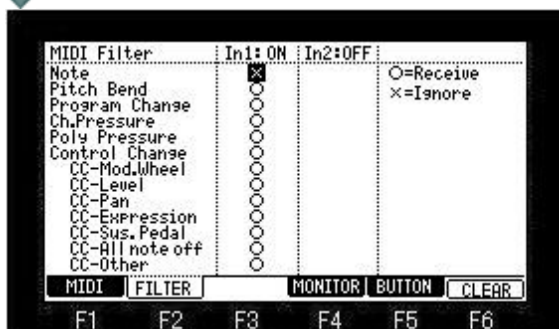 MIDI Filter In1: ON In2:OFF
Note X O=Receive
Pitch Bend O X=Ignore
Program Change O
Ch.Pressure O
Poly Pressure O
Control Change O
CC-Mod.Wheel O
CC-Level O
CC-Pan O
CC-Expression O
CC-Sus.Pedal O
CC-All note off O
CC-Other O
MIDI FILTER MONITOR BUTTON CLEAR
F1 F2 F3 F4 F5 F6